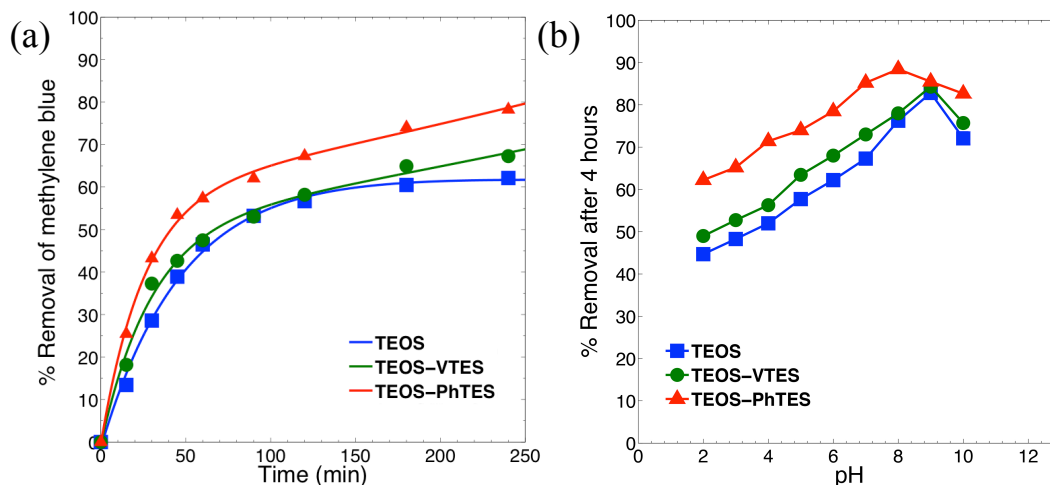 (a)
% Removal of methylene blue
100
90
80
70
60
50
40
30
20
10
0
0 50 100 150 200 250
Time (min)
TEOS
TEOS–VTES
TEOS–PhTES
(b)
% Removal after 4 hours
100
90
80
70
60
50
40
30
20
10
0
0 2 4 6 8 10 12
pH
TEOS
TEOS–VTES
TEOS–PhTES